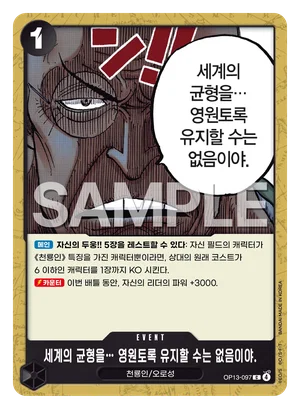 1
ン!!
세계의
균형을…
영원토록
유지할 수는
없음이야.
SAMPLE
메인 자신의 두웅!! 5장을 레스트할 수 있다: 자신 필드의 캐릭터가
《천룡인》 특징을 가진 캐릭터뿐이라면, 상대의 원래 코스트가
6 이하인 캐릭터를 1장까지 KO 시킨다.
카운터 이번 배틀 동안, 자신의 리더의 파워 +3000.
EVENT
세계의 균형을… 영원토록 유지할 수는 없음이야.
천룡인/오로성
OP13-097
4